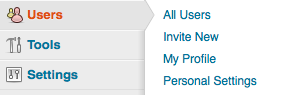 Users
Tools
Settings
All Users
Invite New
My Profile
Personal Settings